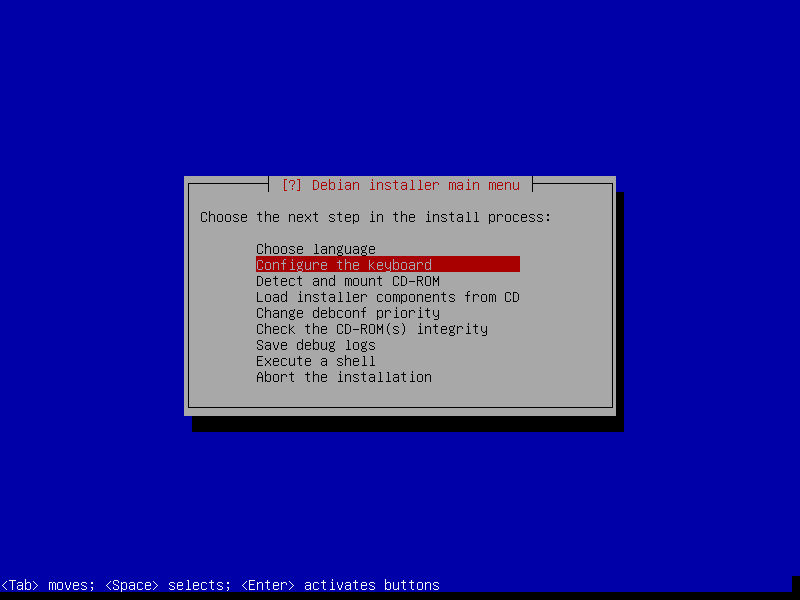 [?] Debian installer main menu
Choose the next step in the install process:
Choose language
Configure the keyboard
Detect and mount CD-ROM
Load installer components from CD
Change debconf priority
Check the CD-ROM(s) integrity
Save debug logs
Execute a shell
Abort the installation
<Tab> moves; <Space> selects; <Enter> activates buttons